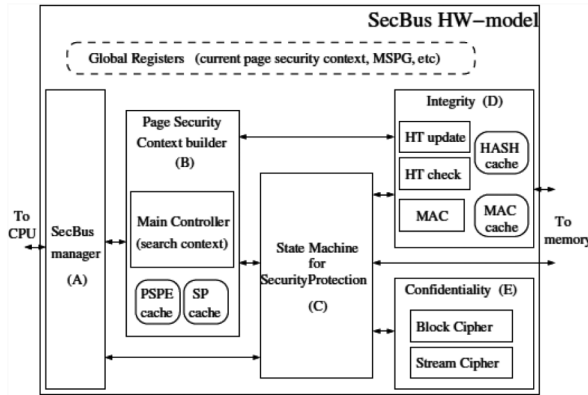 SecBus HW-model
Global Registers (current page security context, MSPG, etc)
To
CPU
SecBus
manager
(A)
Page Security
Context builder
(B)
Main Controller
(search context)
PSPE
cache
SP
cache
State Machine
for
SecurityProtection
(C)
Integrity (D)
HT update
HT check
MAC
HASH
cache
MAC
cache
To
memory
Confidentiality (E)
Block Cipher
Stream Cipher